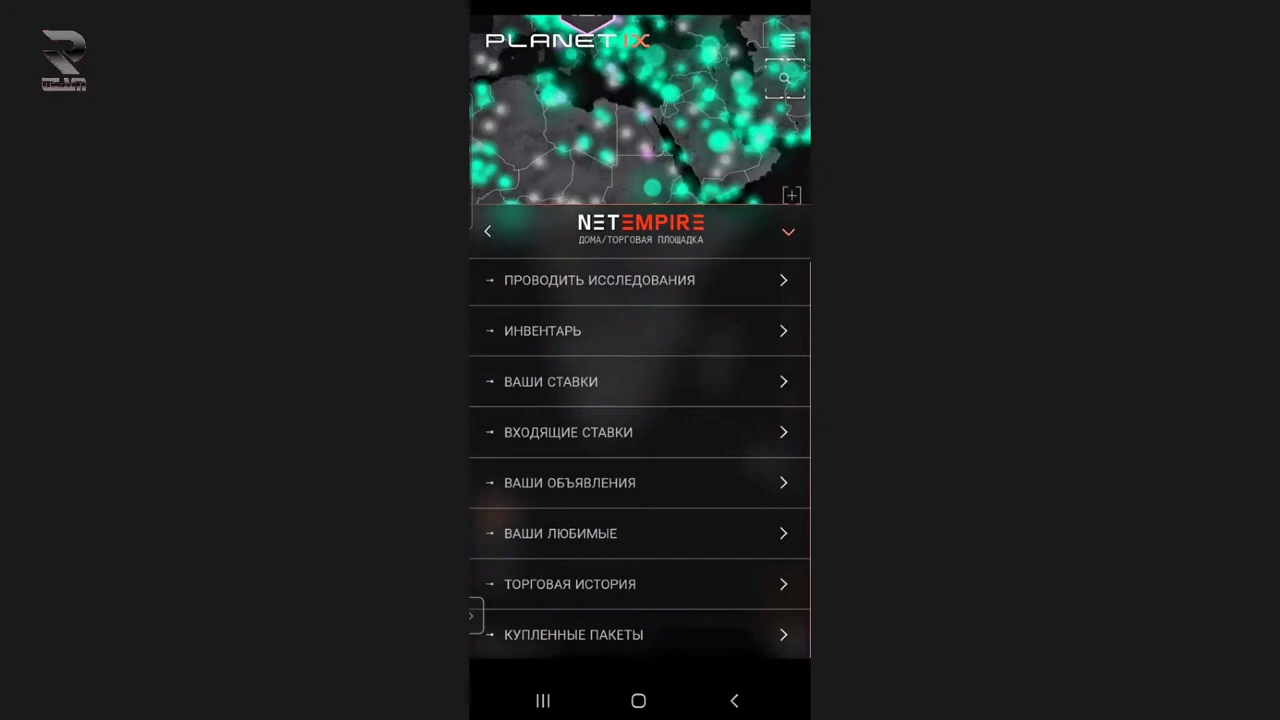 PLANET IX
NETEMPIRE
ДОМА/ТОРГОВАЯ ПЛОЩАДКА
ПРОВОДИТЬ ИССЛЕДОВАНИЯ
ИНВЕНТАРЬ
ВАШИ СТАВКИ
ВХОДЯЩИЕ СТАВКИ
ВАШИ ОБЪЯВЛЕНИЯ
ВАШИ ЛЮБИМЫЕ
ТОРГОВАЯ ИСТОРИЯ
КУПЛЕННЫЕ ПАКЕТЫ